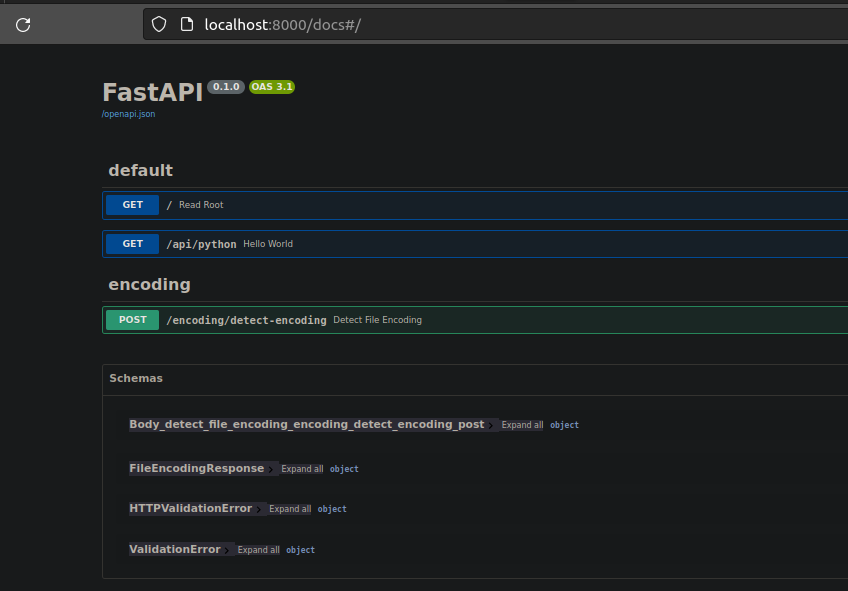 localhost:8000/docs#/
FastAPI 0.1.0 OAS 3.1
/openapi.json
default
GET / Read Root
GET /api/python Hello World
encoding
POST /encoding/detect-encoding Detect File Encoding
Schemas
Body_detect_file_encoding_encoding_detect_encoding_post Expand all object
FileEncodingResponse Expand all object
HTTPValidationError Expand all object
ValidationError Expand all object